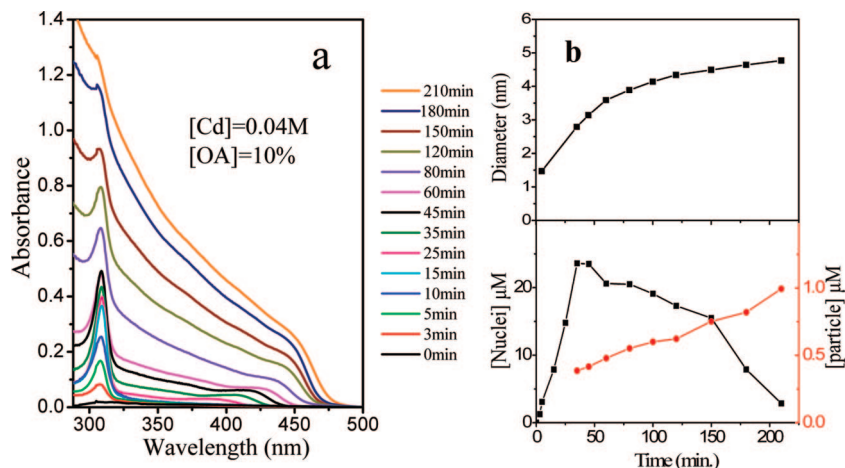 a
[Cd]=0.04M
[OA]=10%
Absorbance
1.4
1.2
1.0
0.8
0.6
0.4
0.2
0.0
300 350 400 450 500
Wavelength (nm)
210min
180min
150min
120min
80min
60min
45min
35min
25min
15min
10min
5min
3min
0min
b
Diameter (nm)
6
5
4
3
2
1
0
[Nuclei] μM
20
10
0
[particle] μM
1.0
0.5
0.0
0 50 100 150 200
Time (min.)